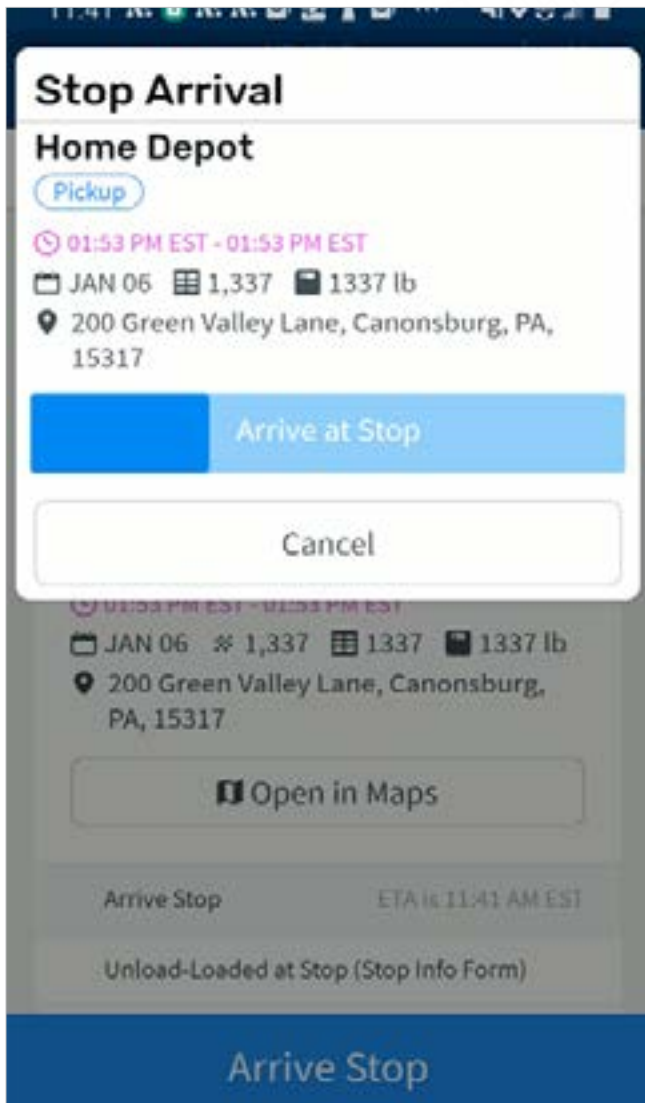 11:41
Stop Arrival
Home Depot
Pickup
01:53 PM EST - 01:53 PM EST
JAN 06 1,337 1337 lb
200 Green Valley Lane, Canonsburg, PA,
15317
Arrive at Stop
Cancel
01:53 PM EST - 01:53 PM EST
JAN 06 1,337 1337 1337 lb
200 Green Valley Lane, Canonsburg,
PA, 15317
Open in Maps
Arrive Stop ETA is 11:41 AM EST
Unload-Loaded at Stop (Stop Info Form)
Arrive Stop